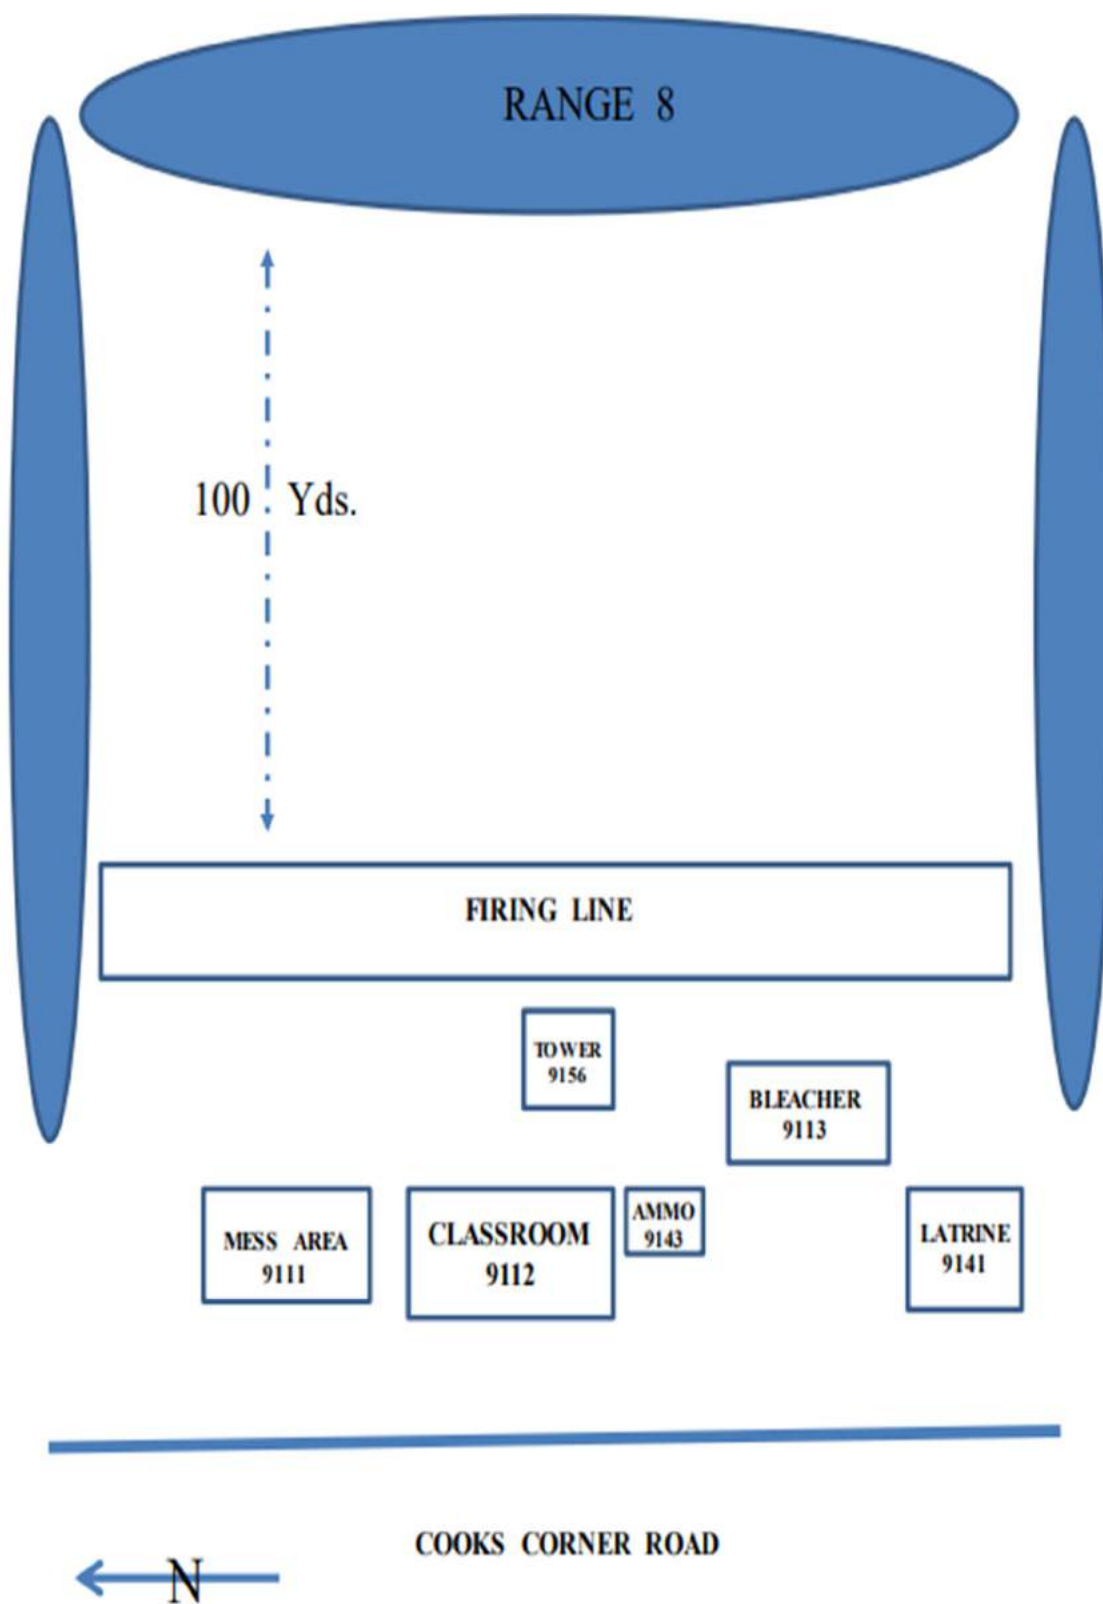 RANGE 8
100 Yds.
FIRING LINE
TOWER
9156
BLEACHER
9113
MESS AREA
9111
CLASSROOM
9112
AMMO
9143
LATRINE
9141
COOKS CORNER ROAD
N